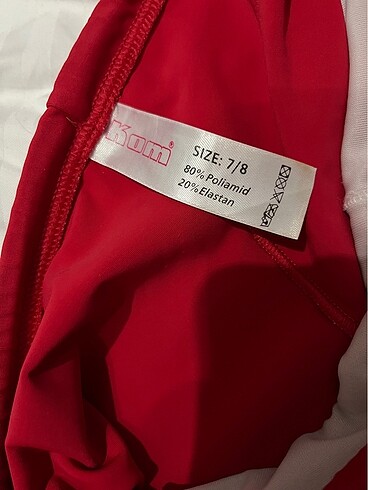 Kom®
SIZE: 7/8
80% Poliamid
20% Elastan